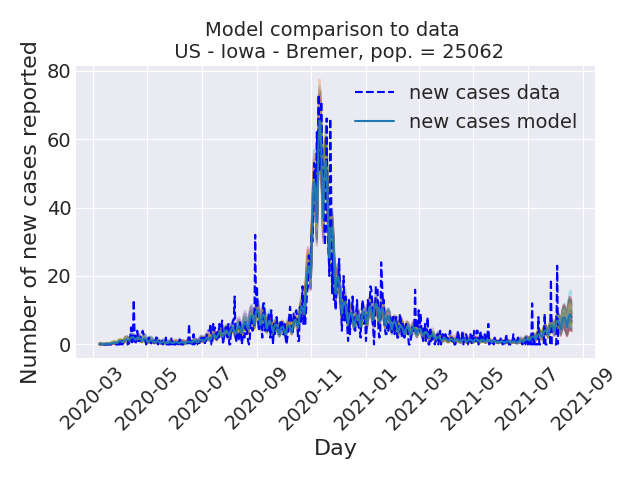 Model comparison to data
US - Iowa - Bremer, pop. = 25062
Number of new cases reported
80
60
40
20
0
new cases data
new cases model
2020-03
2020-05
2020-07
2020-09
2020-11
2021-01
2021-03
2021-05
2021-07
2021-09
Day